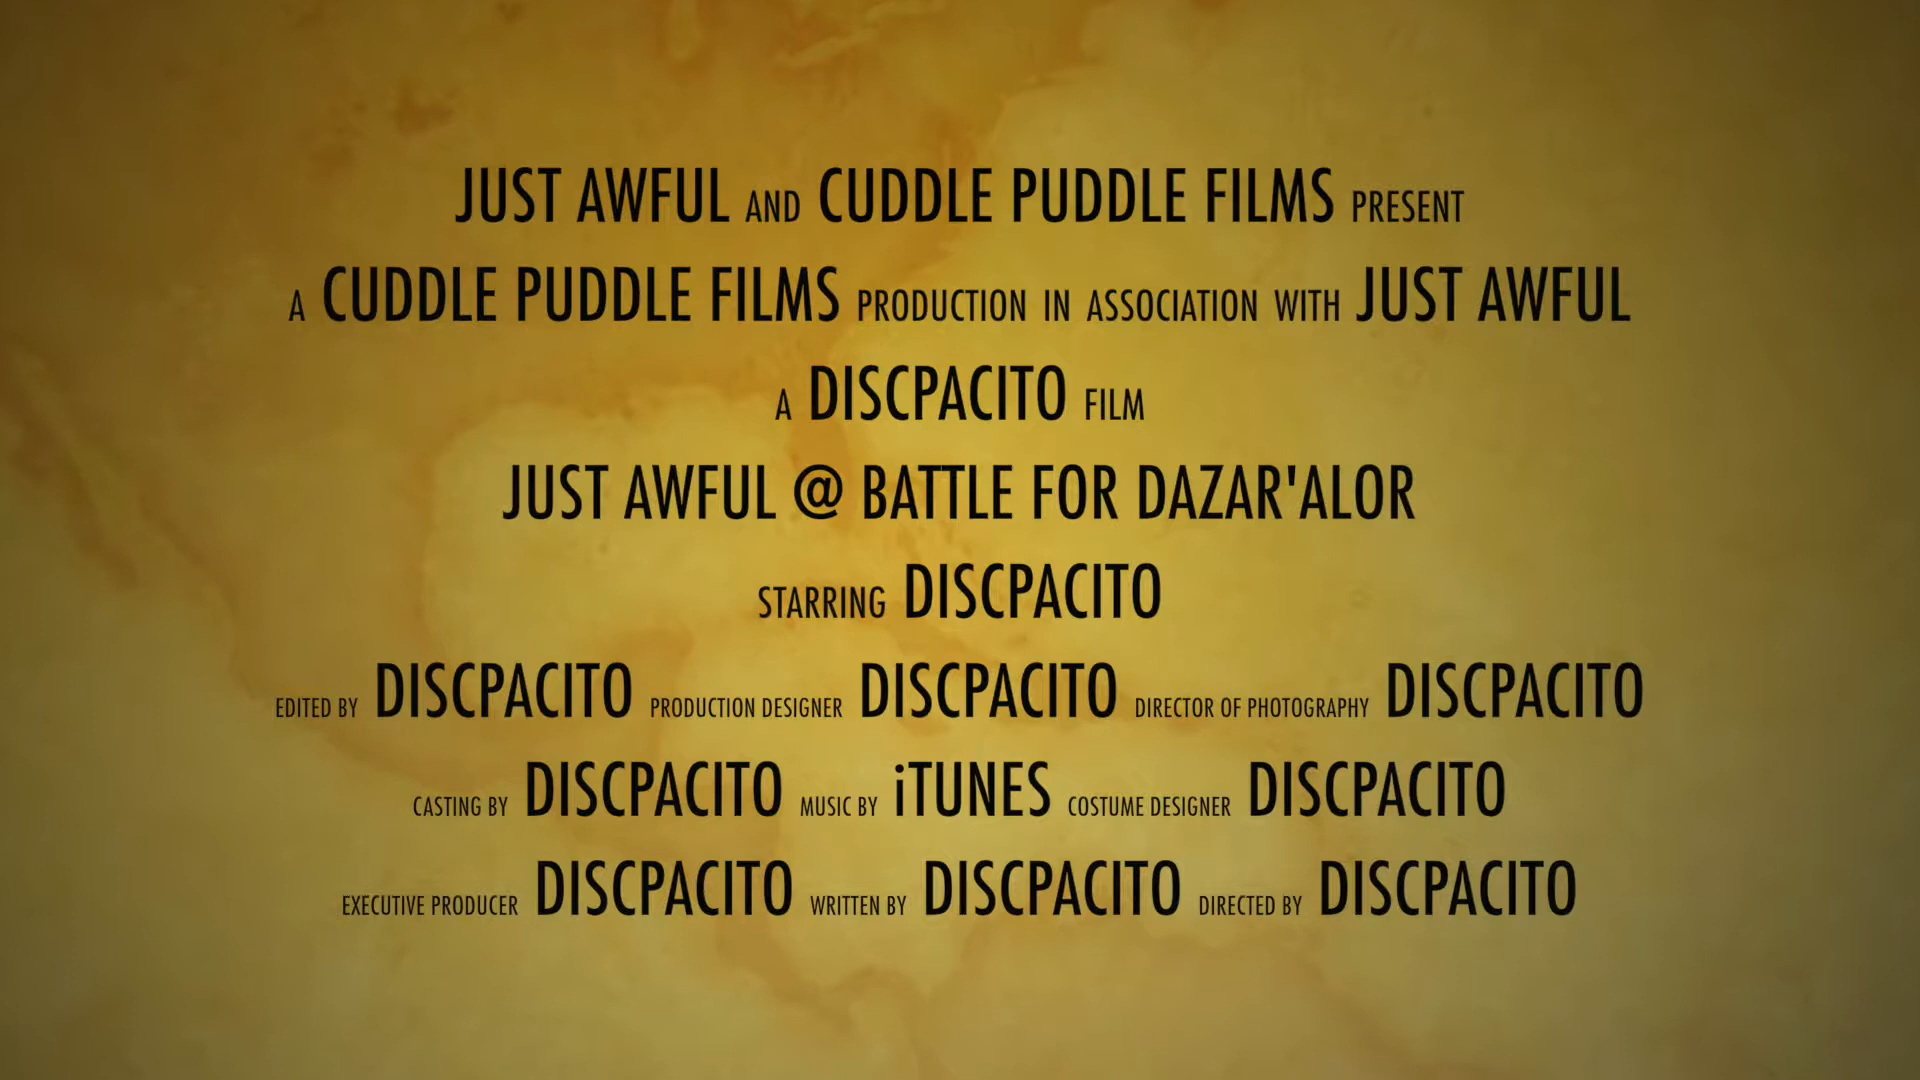 JUST AWFUL AND CUDDLE PUDDLE FILMS PRESENT
A CUDDLE PUDDLE FILMS PRODUCTION IN ASSOCIATION WITH JUST AWFUL
A DISCPACITO FILM
JUST AWFUL @ BATTLE FOR DAZAR'ALOR
STARRING DISCPACITO
EDITED BY DISCPACITO PRODUCTION DESIGNER DISCPACITO DIRECTOR OF PHOTOGRAPHY DISCPACITO
CASTING BY DISCPACITO MUSIC BY iTUNES COSTUME DESIGNER DISCPACITO
EXECUTIVE PRODUCER DISCPACITO WRITTEN BY DISCPACITO DIRECTED BY DISCPACITO